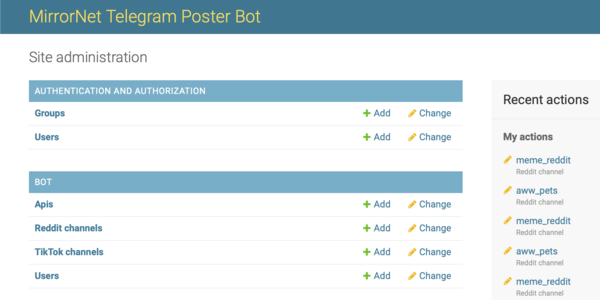 MirrorNet Telegram Poster Bot
Site administration
AUTHENTICATION AND AUTHORIZATION
Groups Add Change
Users Add Change
BOT
Apis Add Change
Reddit channels Add Change
TikTok channels Add Change
Users Add Change
Recent actions
My actions
meme_reddit
Reddit channel
aww_pets
Reddit channel
meme_reddit
Reddit channel
aww_pets
Reddit channel
meme_reddit
Reddit channel